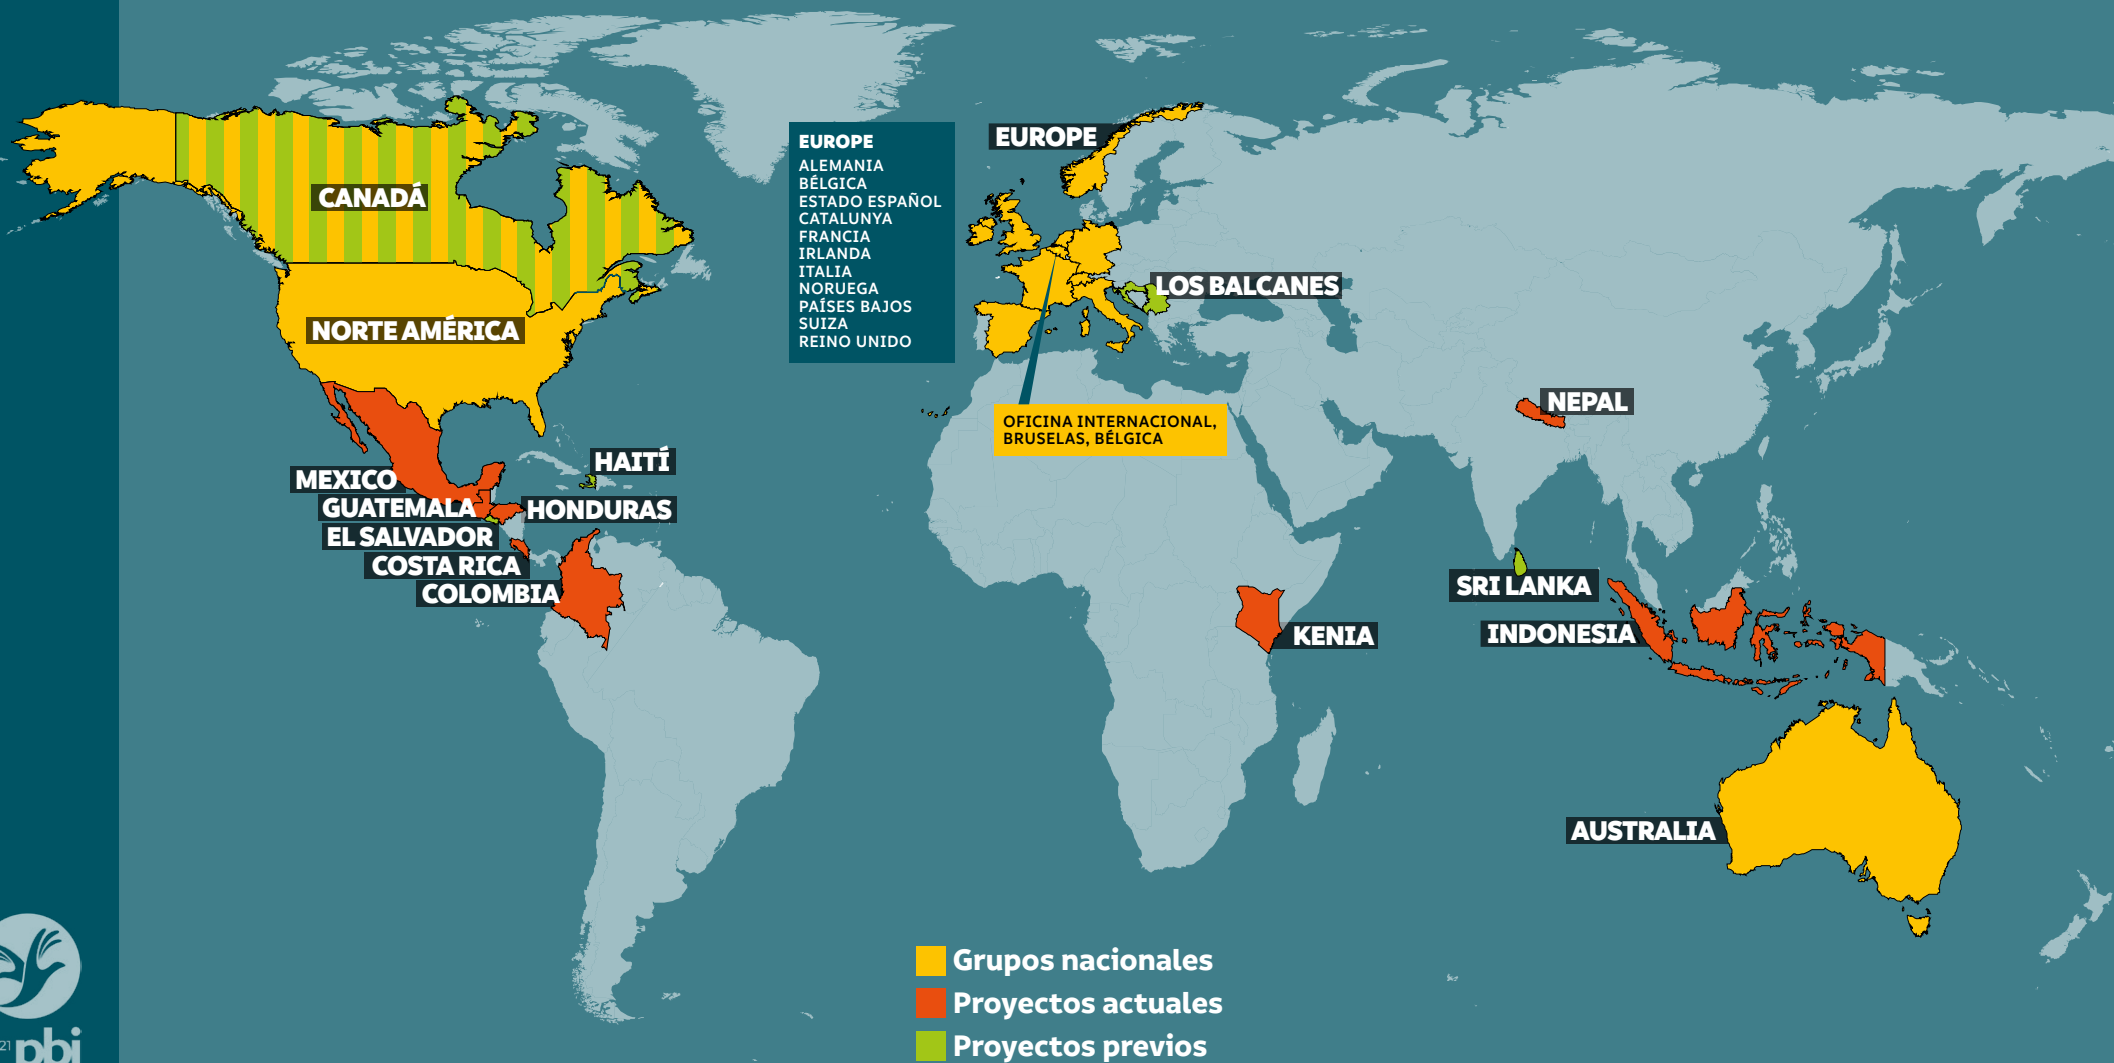 EUROPE
ALEMANIA
BÉLGICA
ESTADO ESPAÑOL
CATALUNYA
FRANCIA
IRLANDA
ITALIA
NORUEGA
PAÍSES BAJOS
SUIZA
REINO UNIDO
EUROPE
CANADÁ
LOS BALCANES
NORTE AMÉRICA
NEPAL
OFICINA INTERNACIONAL,
BRUSELAS, BÉLGICA
HAITÍ
MEXICO
GUATEMALA
HONDURAS
EL SALVADOR
COSTA RICA
COLOMBIA
SRI LANKA
INDONESIA
KENIA
AUSTRALIA
Grupos nacionales
Proyectos actuales
Proyectos previos
21 pbi